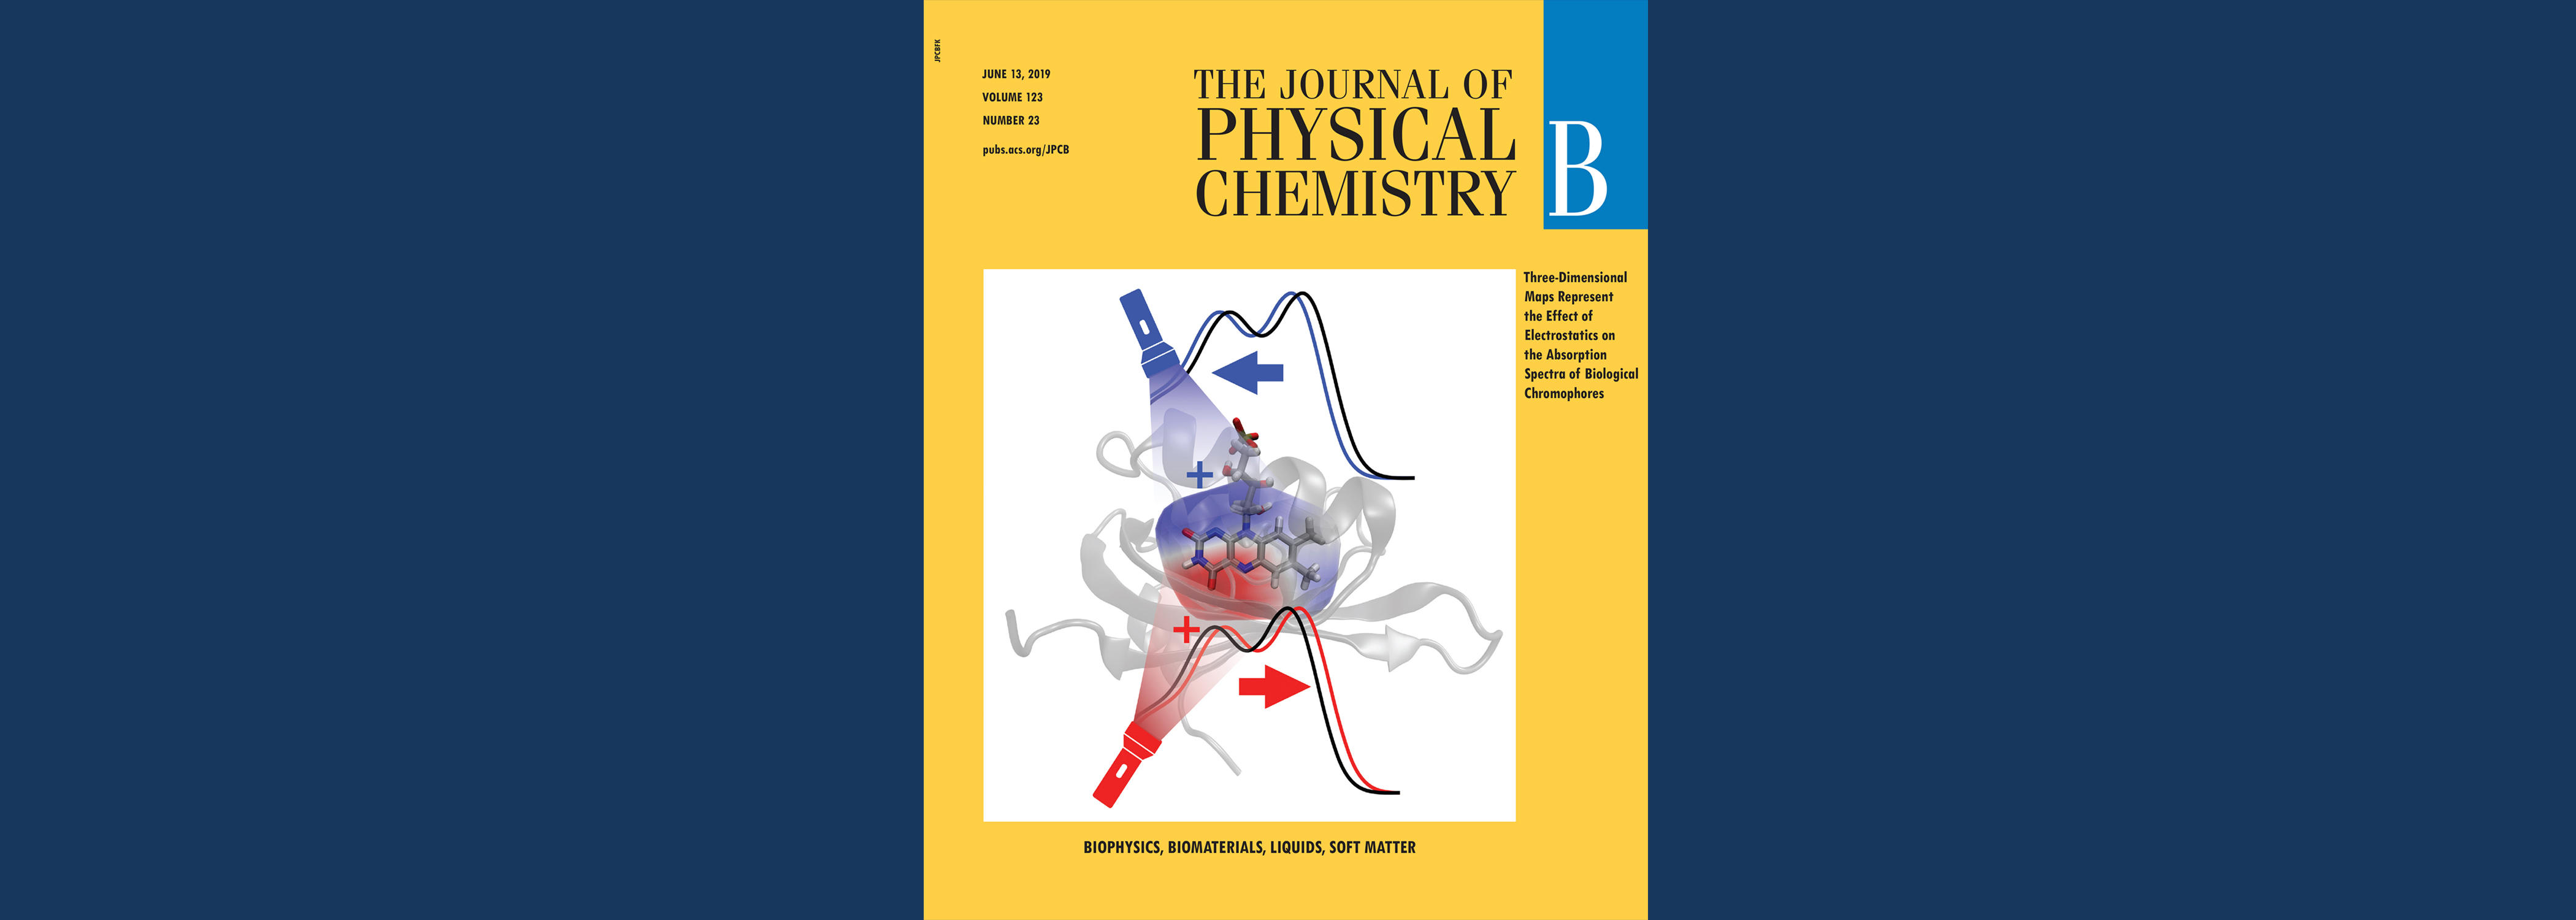 JPCBFK
JUNE 13, 2019
VOLUME 123
NUMBER 23
pubs.acs.org/JPCB
THE JOURNAL OF
PHYSICAL
CHEMISTRY
B
Three-Dimensional
Maps Represent
the Effect of
Electrostatics on
the Absorption
Spectra of Biological
Chromophores
+
+
BIOPHYSICS, BIOMATERIALS, LIQUIDS, SOFT MATTER